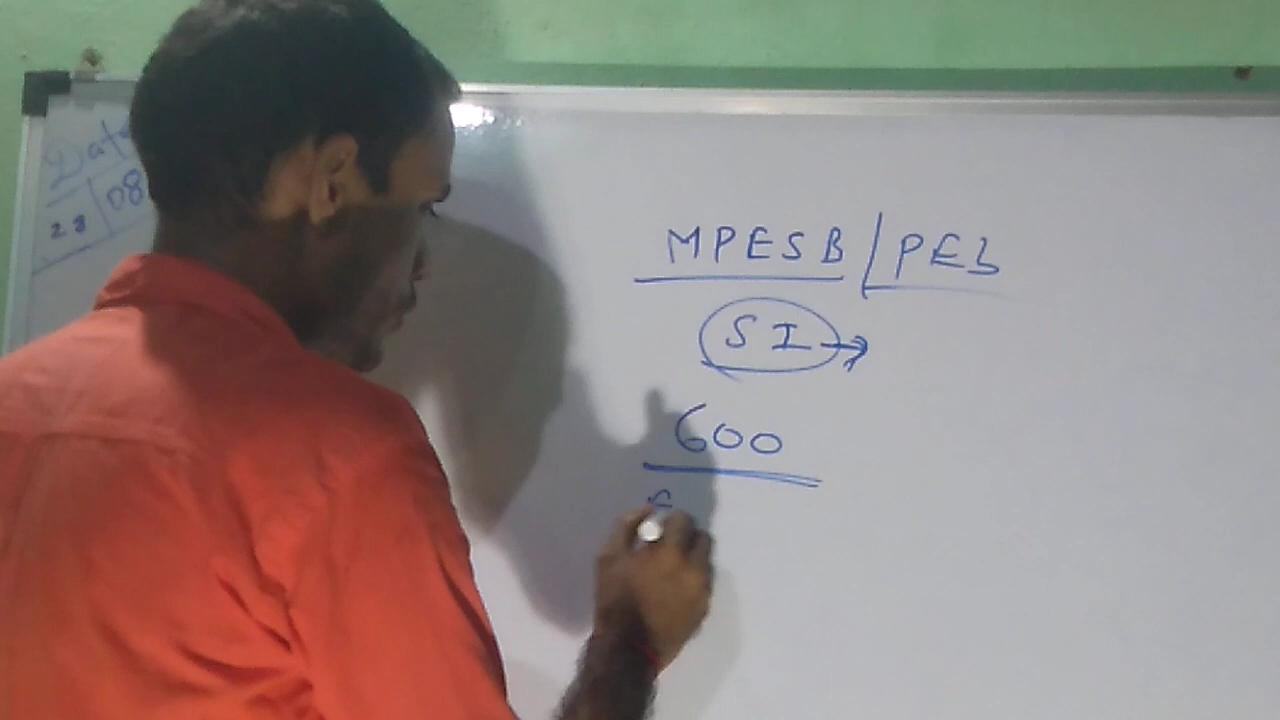 Date
28 | 08
MPESB | PEB
SI →
600